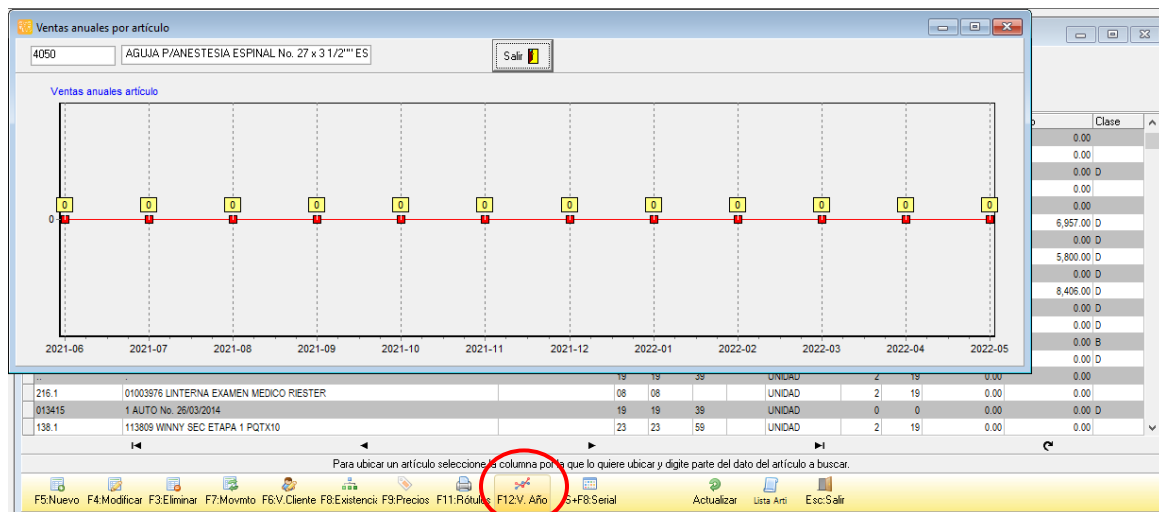 Ventas anuales por artículo
4050 AGUJA P/ANESTESIA ESPINAL No. 27 x 3 1/2"" ES Salir
Ventas anuales artículo
0 0 0 0 0 0 0 0 0 0 0 0
0
2021-06 2021-07 2021-08 2021-09 2021-10 2021-11 2021-12 2022-01 2022-02 2022-03 2022-04 2022-05
Clase
0.00
0.00
0.00 D
0.00
0.00
6,957.00 D
0.00 D
5,800.00 D
0.00 D
8,406.00 D
0.00 D
0.00 D
0.00 B
0.00 D
.. . 19 19 39 UNIDAD 2 19 0.00 0.00
216.1 01003976 LINTERNA EXAMEN MEDICO RIESTER 08 08 UNIDAD 2 19 0.00 0.00
013415 1 AUTO No. 26/03/2014 19 19 39 UNIDAD 0 0 0.00 0.00 D
138.1 113809 WINNY SEC ETAPA 1 PQTX10 23 23 59 UNIDAD 2 19 0.00 0.00
Para ubicar un artículo seleccione la columna por la que lo quiere ubicar y digite parte del dato del artículo a buscar.
F5:Nuevo F4:Modificar F3:Eliminar F7:Movmto F6:V.Cliente F8:Existencia F9:Precios F11:Rótulos F12:V. Año S+F8:Serial Actualizar Lista Arti Esc:Salir